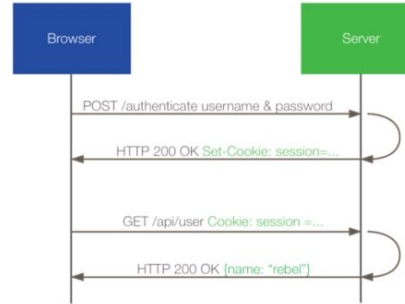 Browser
Server
POST /authenticate username & password
HTTP 200 OK Set-Cookie: session=...
GET /api/user Cookie: session =...
HTTP 200 OK {name: “rebel”}